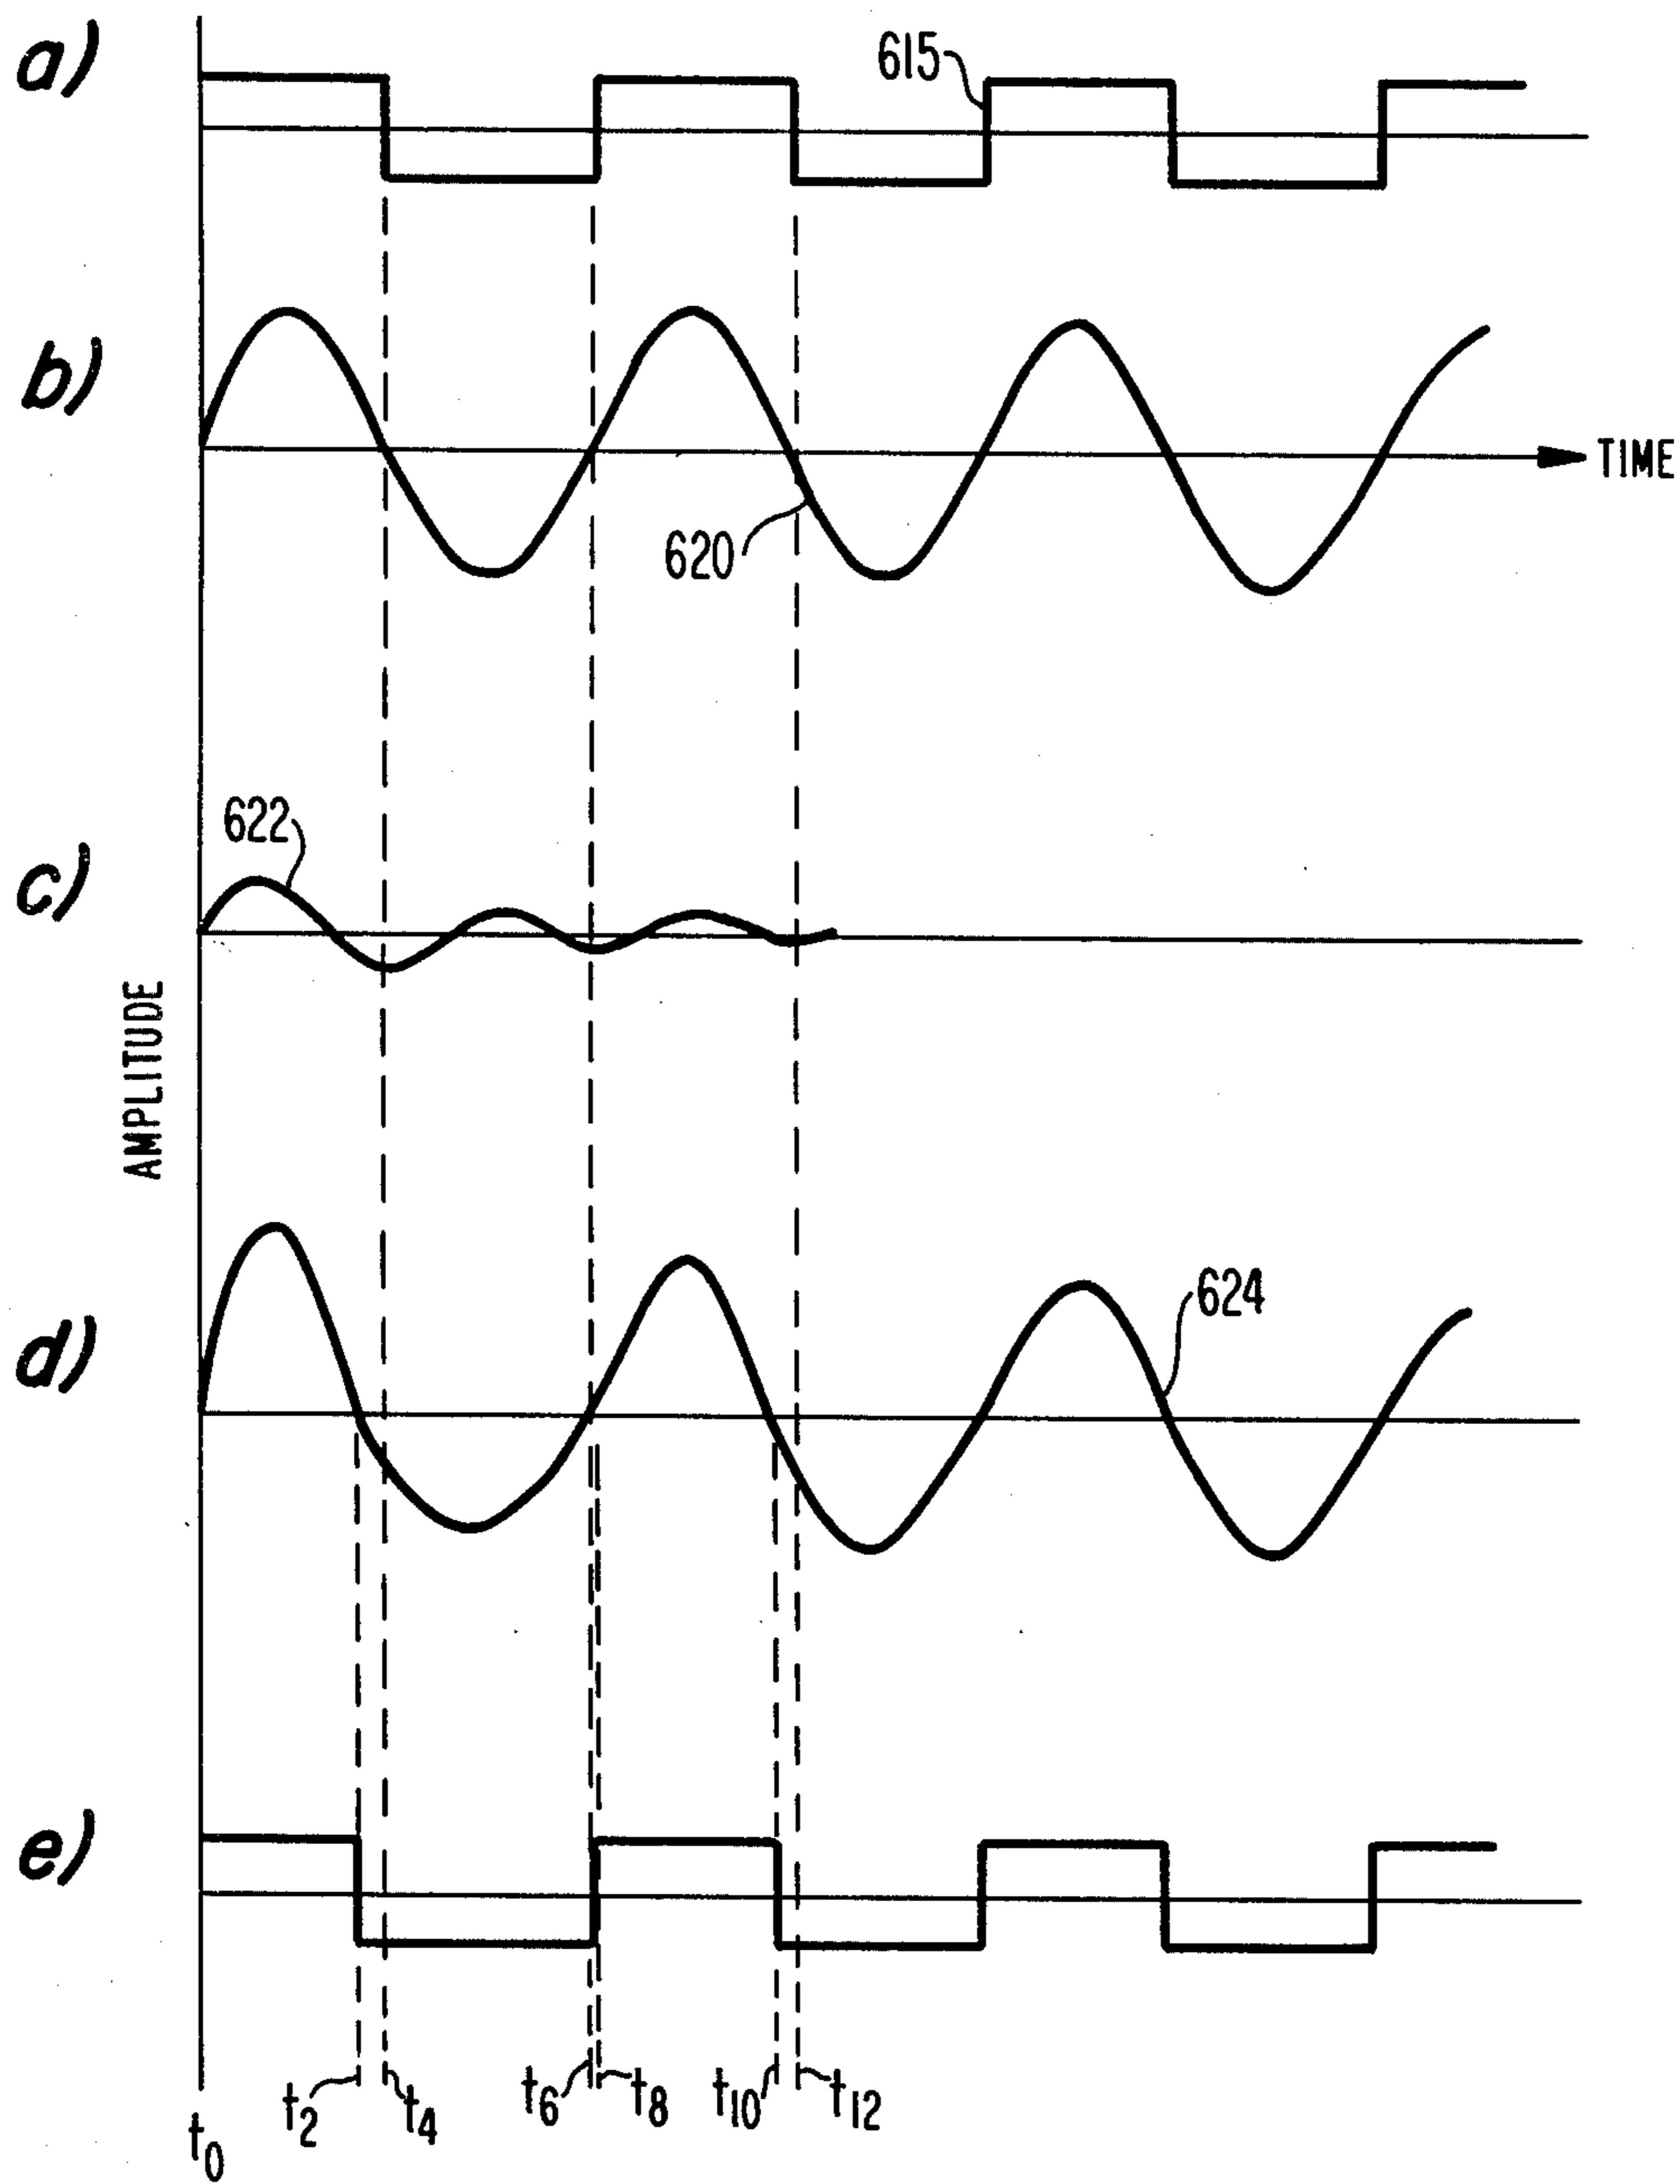 a)
615
b)
TIME
620
622
c)
AMPLITUDE
624
d)
e)
t2
t4
t6
t8
t10
t12
t0